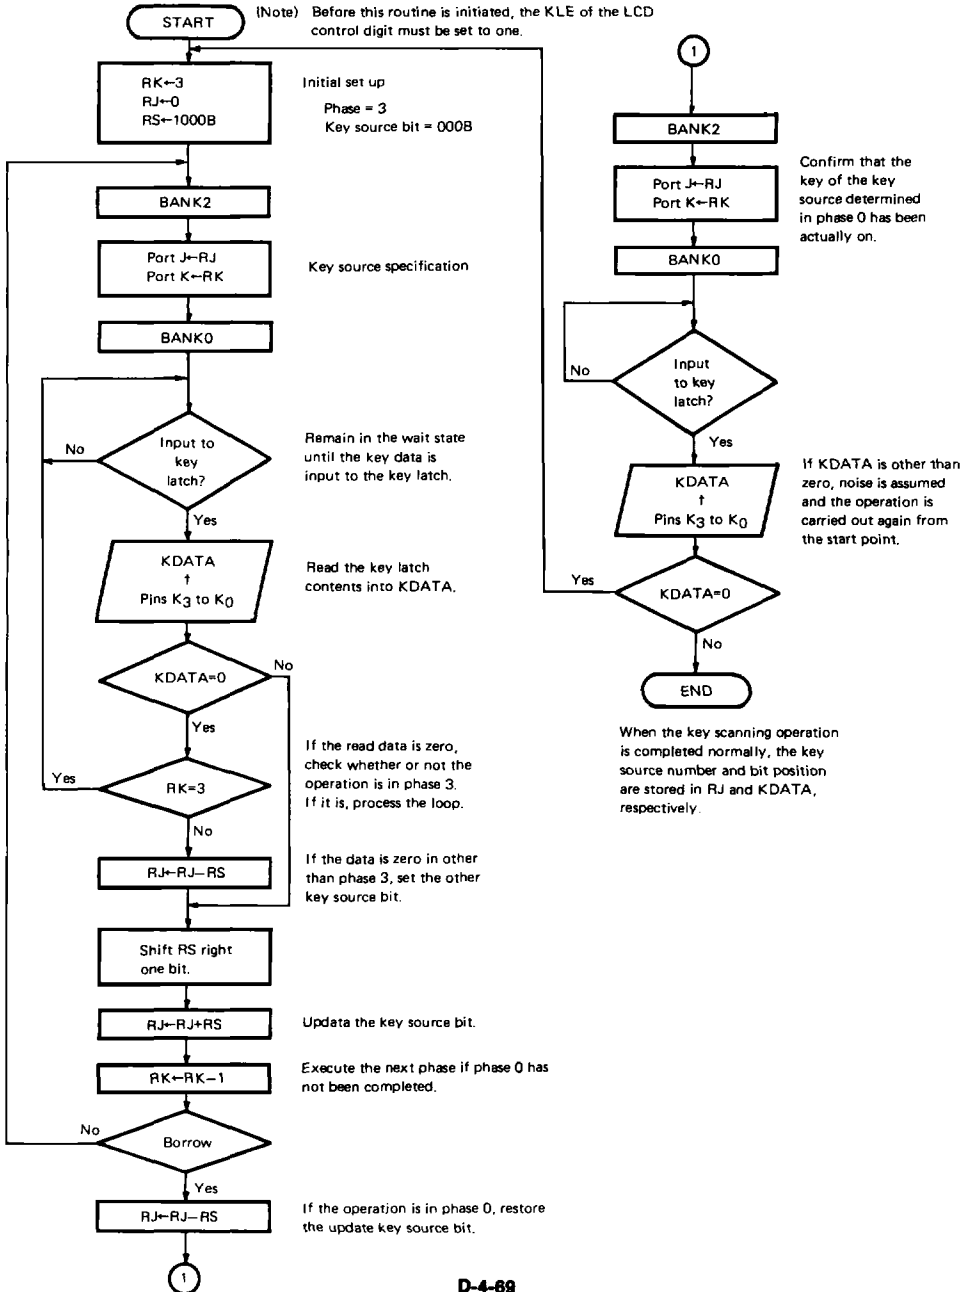 START
(Note) Before this routine is initiated, the KLE of the LCD
control digit must be set to one.
RK←3
RJ←0
RS←1000B
Initial set up
Phase = 3
Key source bit = 000B
BANK2
Port J←RJ
Port K←RK
Key source specification
BANK0
Input to
key
latch?
No
Yes
Remain in the wait state
until the key data is
input to the key latch.
KDATA
↑
Pins K3 to K0
Read the key latch
contents into KDATA.
KDATA=0
No
Yes
RK=3
Yes
No
If the read data is zero,
check whether or not the
operation is in phase 3.
If it is, process the loop.
RJ←RJ−RS
If the data is zero in other
than phase 3, set the other
key source bit.
Shift RS right
one bit.
RJ←RJ+RS
Updata the key source bit.
RK←RK−1
Execute the next phase if phase 0 has
not been completed.
Borrow
No
Yes
RJ←RJ−RS
If the operation is in phase 0, restore
the update key source bit.
1
1
BANK2
Port J←RJ
Port K←RK
BANK0
Confirm that the
key of the key
source determined
in phase 0 has been
actually on.
Input
to key
latch?
No
Yes
KDATA
↑
Pins K3 to K0
If KDATA is other than
zero, noise is assumed
and the operation is
carried out again from
the start point.
KDATA=0
Yes
No
END
When the key scanning operation
is completed normally, the key
source number and bit position
are stored in RJ and KDATA,
respectively.
D-4-69